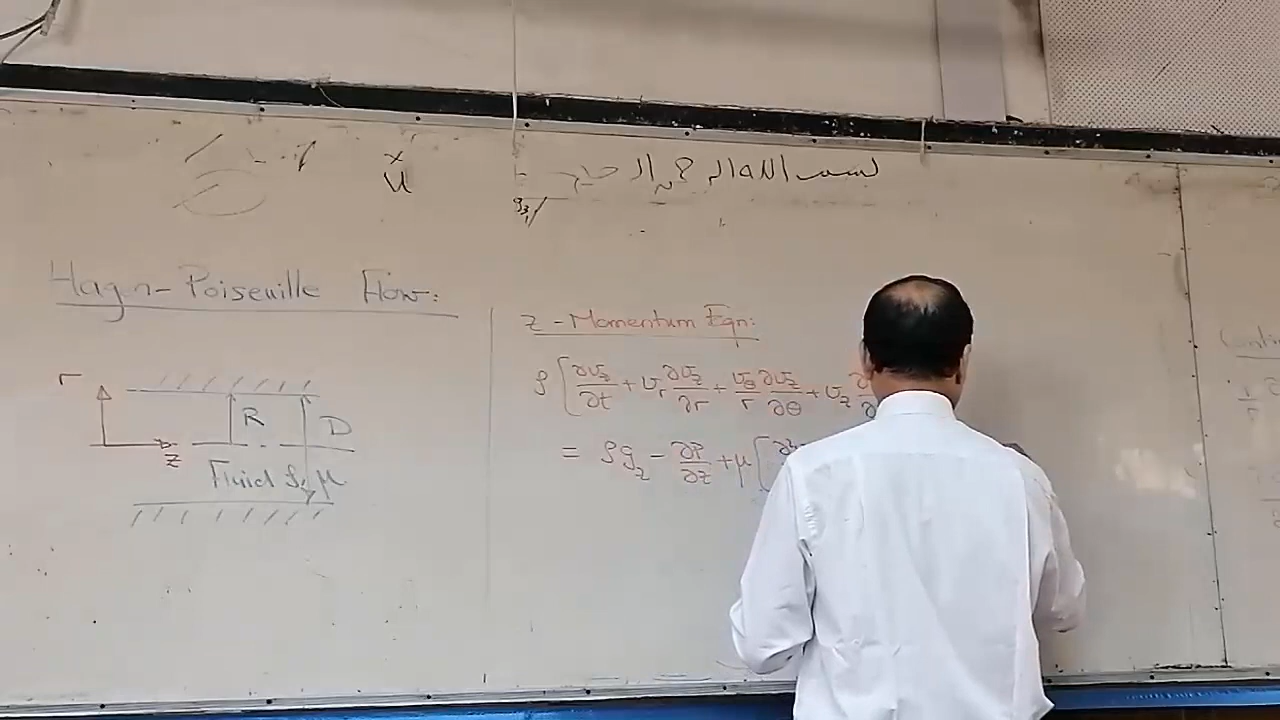 x
u
بسم الله الرحمن الرحيم
Hagen-Poiseuille Flow:
r
R
D
z
Fluid ρ, μ
z - Momentum Eqn:
ρ[∂v_z/∂t + v_r ∂v_z/∂r + v_θ/r ∂v_z/∂θ + v_z ∂
= ρg_z - ∂P/∂z + μ[